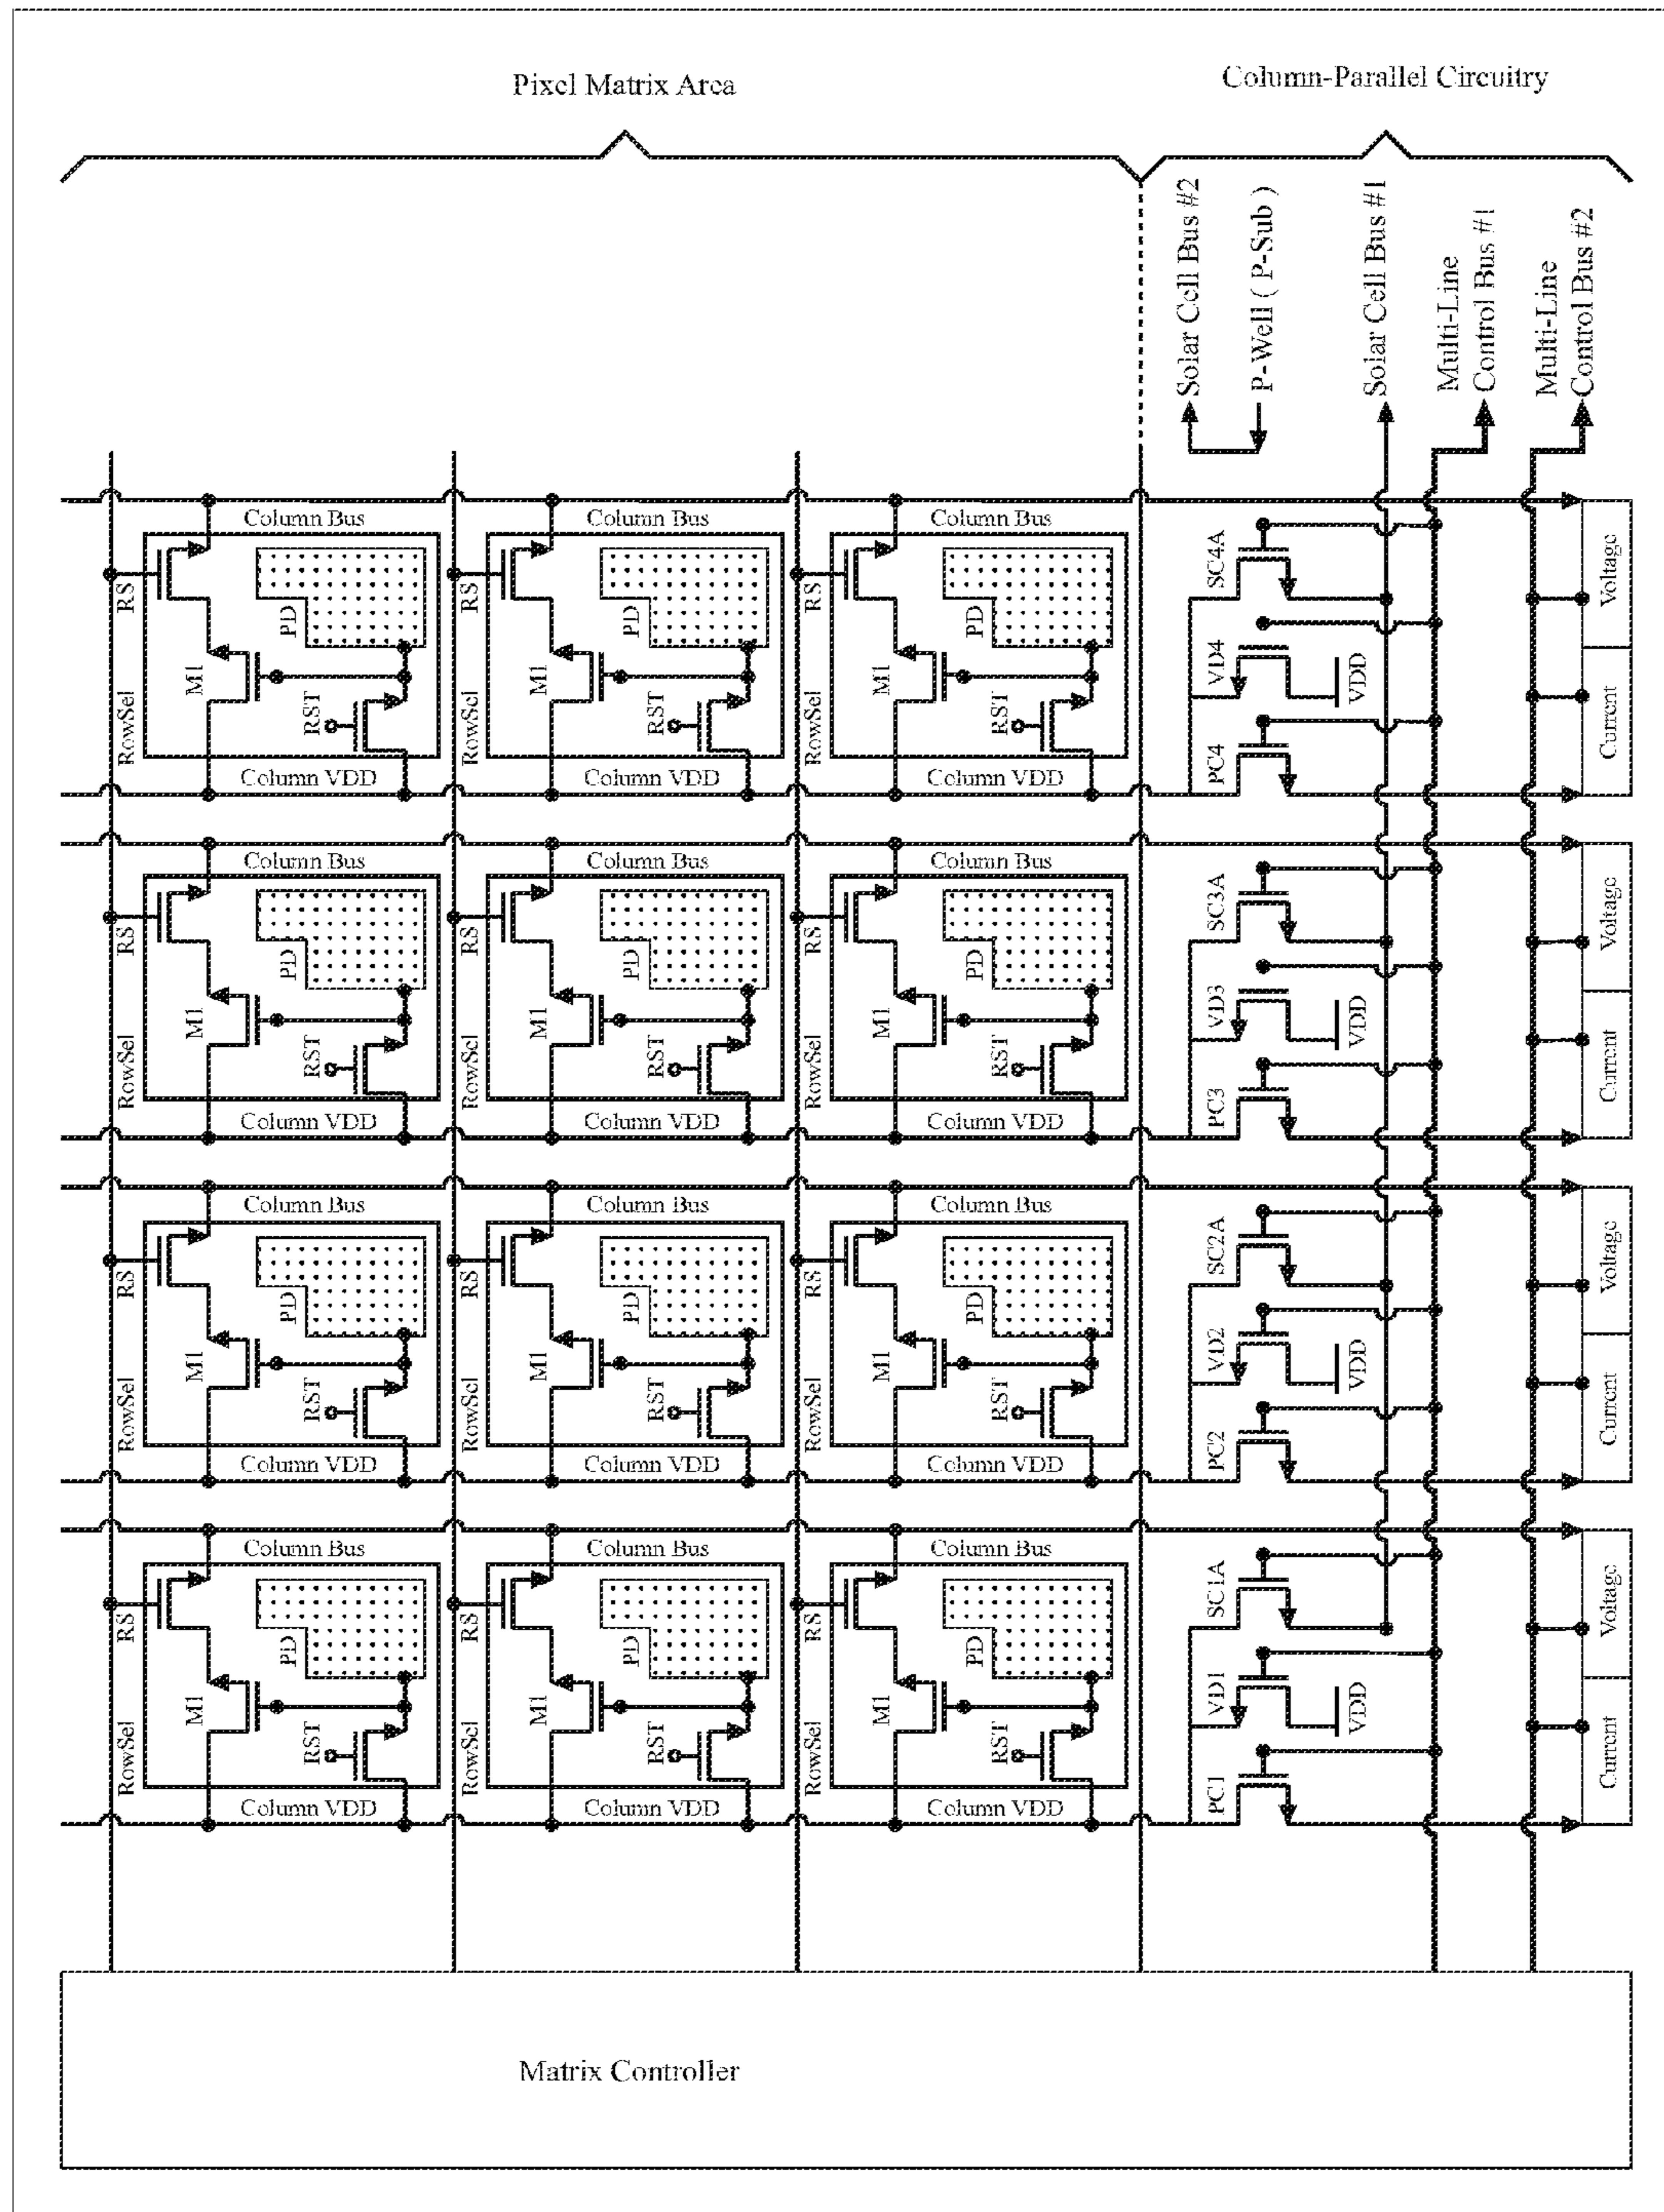 Pixel Matrix Area
Column-Parallel Circuitry
Solar Cell Bus #2
P-Well ( P-Sub )
Solar Cell Bus #1
Multi-Line
Control Bus #1
Multi-Line
Control Bus #2
Column Bus
RS
PD
M1
RST
RowSel
Column VDD
Column Bus
RS
PD
M1
RST
RowSel
Column VDD
Column Bus
RS
PD
M1
RST
RowSel
Column VDD
SC4A
VD4
VDD
PC4
Voltage
Current
Column Bus
RS
PD
M1
RST
RowSel
Column VDD
Column Bus
RS
PD
M1
RST
RowSel
Column VDD
Column Bus
RS
PD
M1
RST
RowSel
Column VDD
SC3A
VD3
VDD
PC3
Voltage
Current
Column Bus
RS
PD
M1
RST
RowSel
Column VDD
Column Bus
RS
PD
M1
RST
RowSel
Column VDD
Column Bus
RS
PD
M1
RST
RowSel
Column VDD
SC2A
VD2
VDD
PC2
Voltage
Current
Column Bus
RS
PD
M1
RST
RowSel
Column VDD
Column Bus
RS
PD
M1
RST
RowSel
Column VDD
Column Bus
RS
PD
M1
RST
RowSel
Column VDD
SC1A
VD1
VDD
PC1
Voltage
Current
Matrix Controller